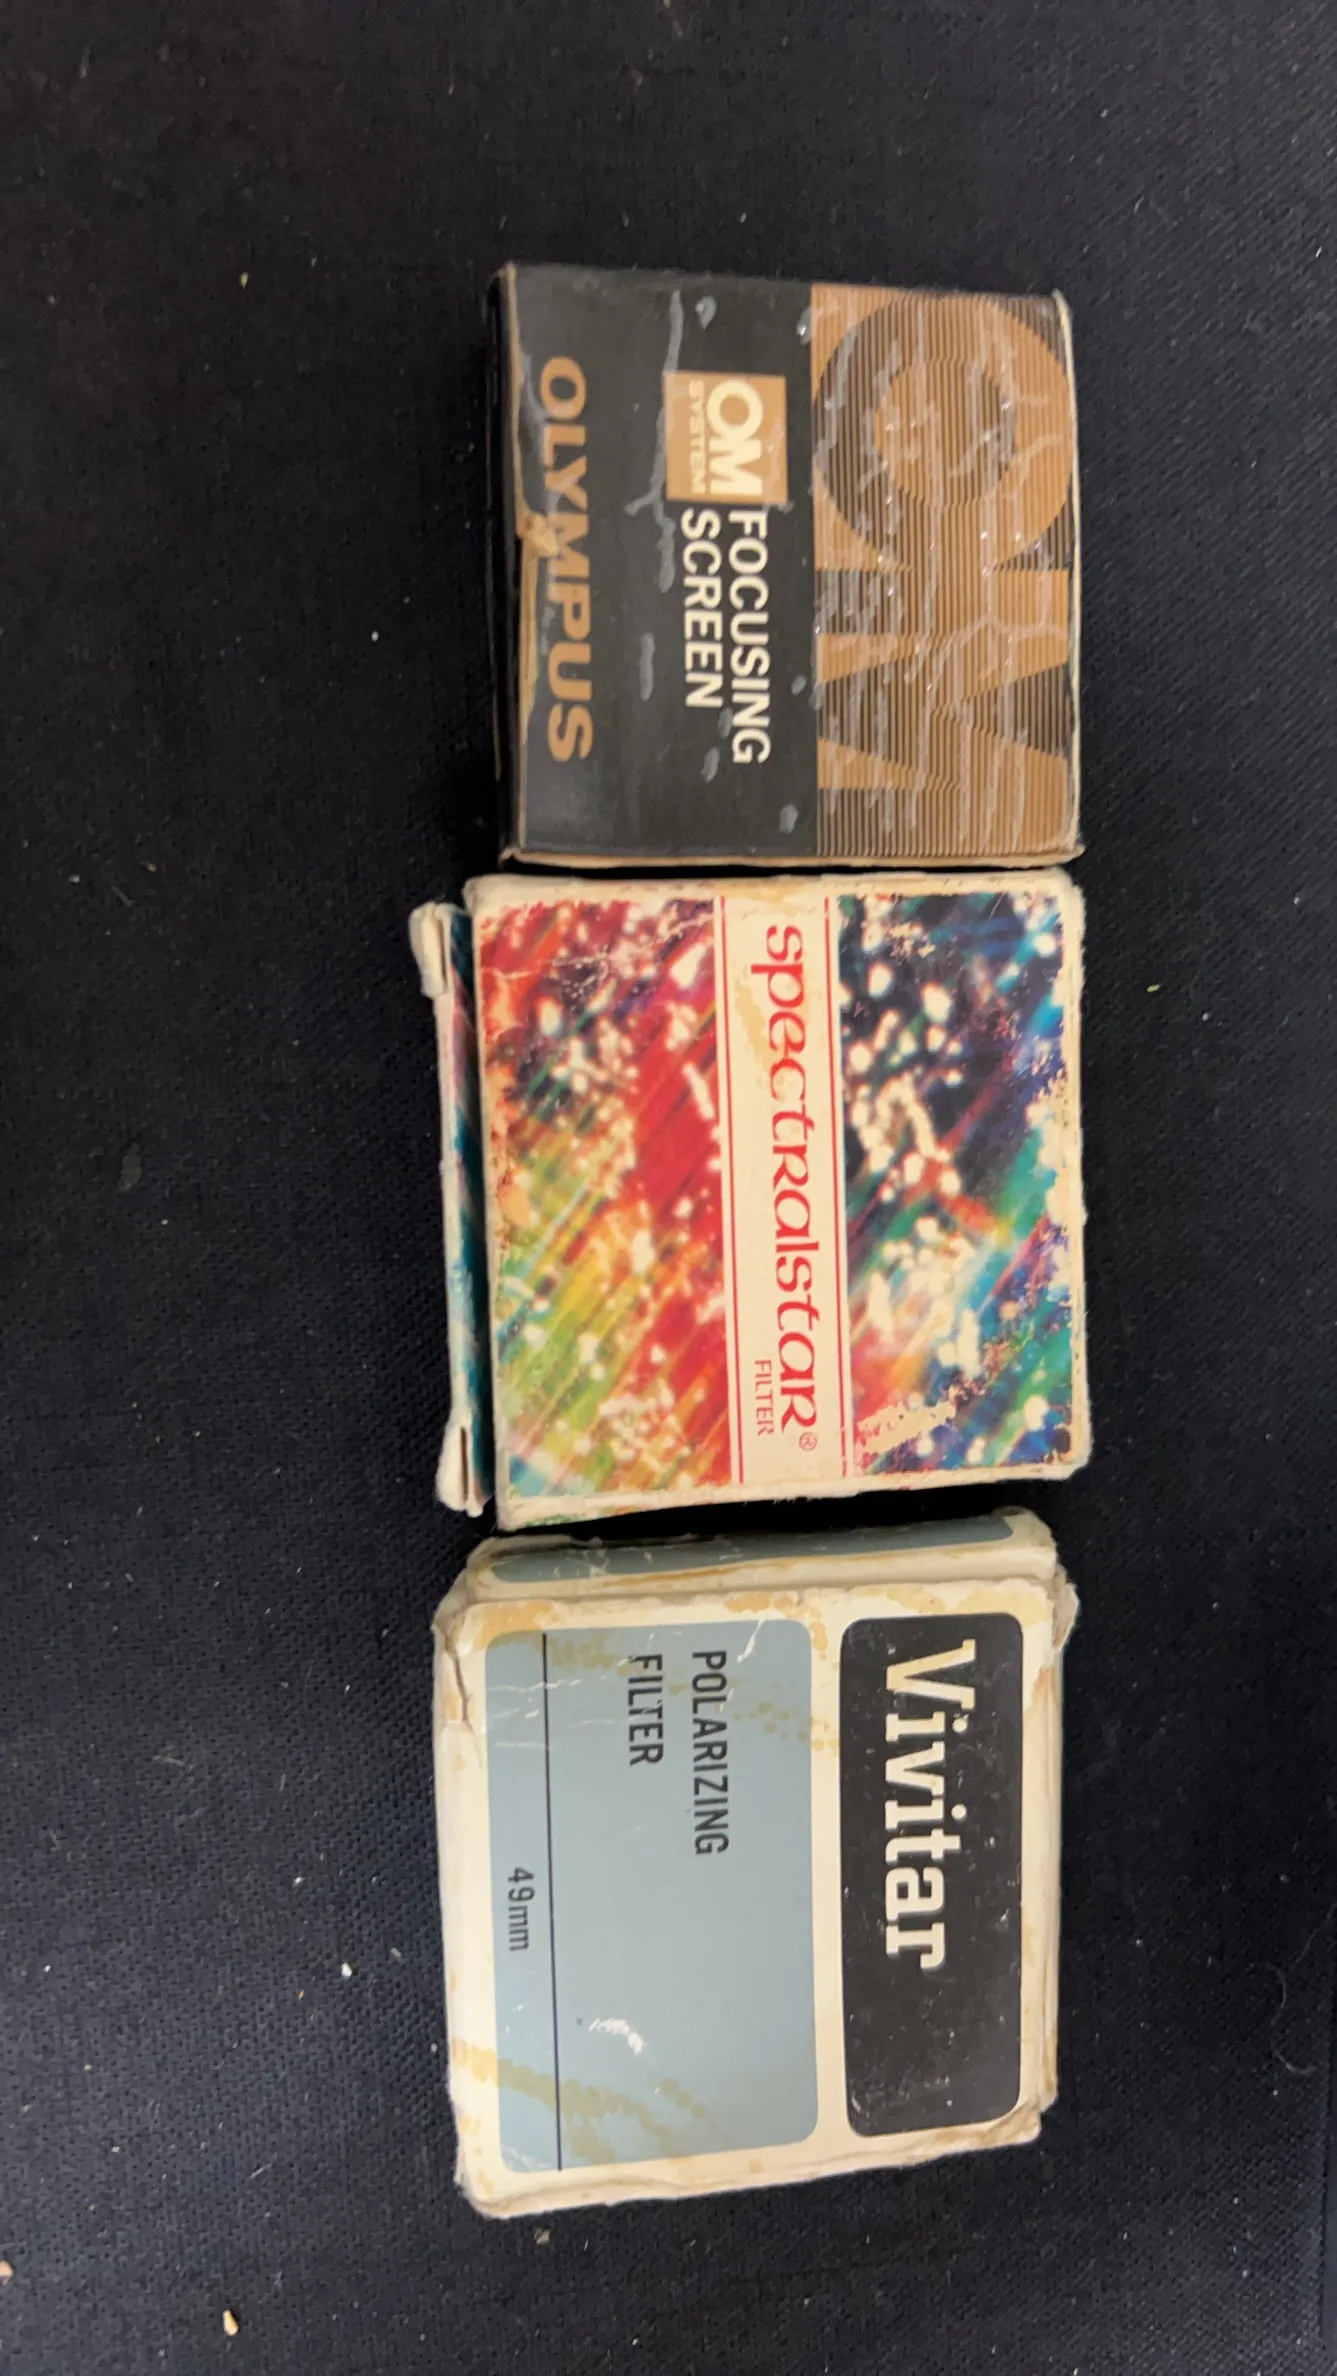 OM
OM
SYSTEM
FOCUSING
SCREEN
OLYMPUS
spectralstar®
FILTER
Vivitar
POLARIZING
FILTER
49mm